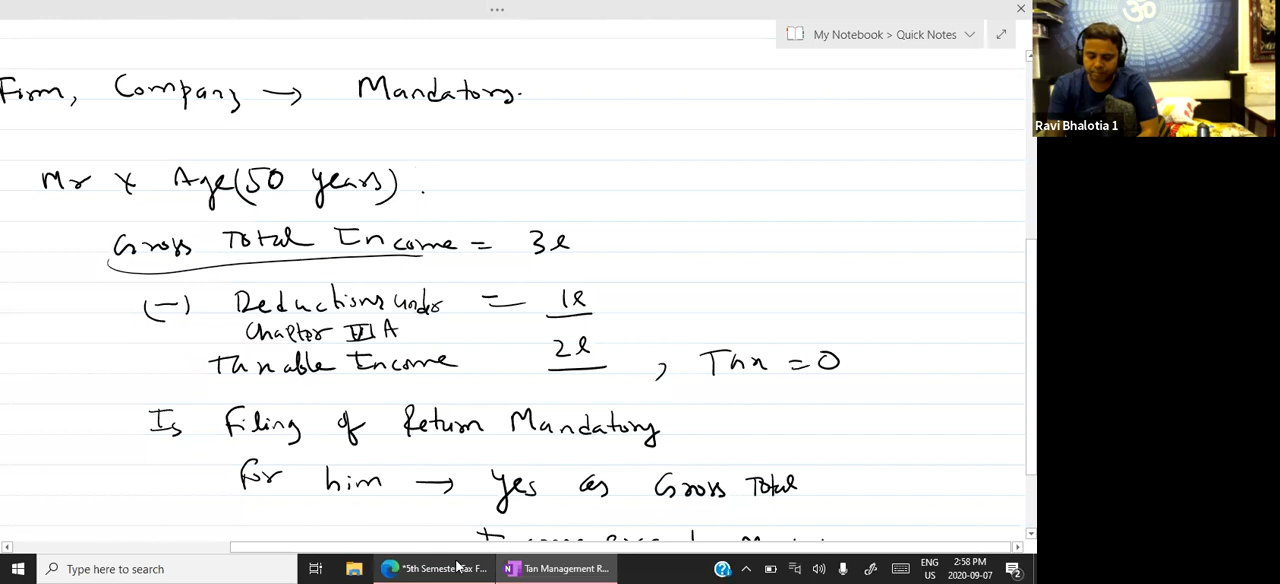 My Notebook > Quick Notes
Firm, Company → Mandatory.
Mr X Age (50 years).
Gross Total Income = 3l
(-) Deductions under = 1l
Chapter VI A
Taxable Income 2l, Tax = 0
Is Filing of Return Mandatory
for him → yes as Gross Total
Ravi Bhalotia 1
Type here to search
*5th Semester Tax F...
Tan Management R...
ENG
US
2:58 PM
2020-09-07
2